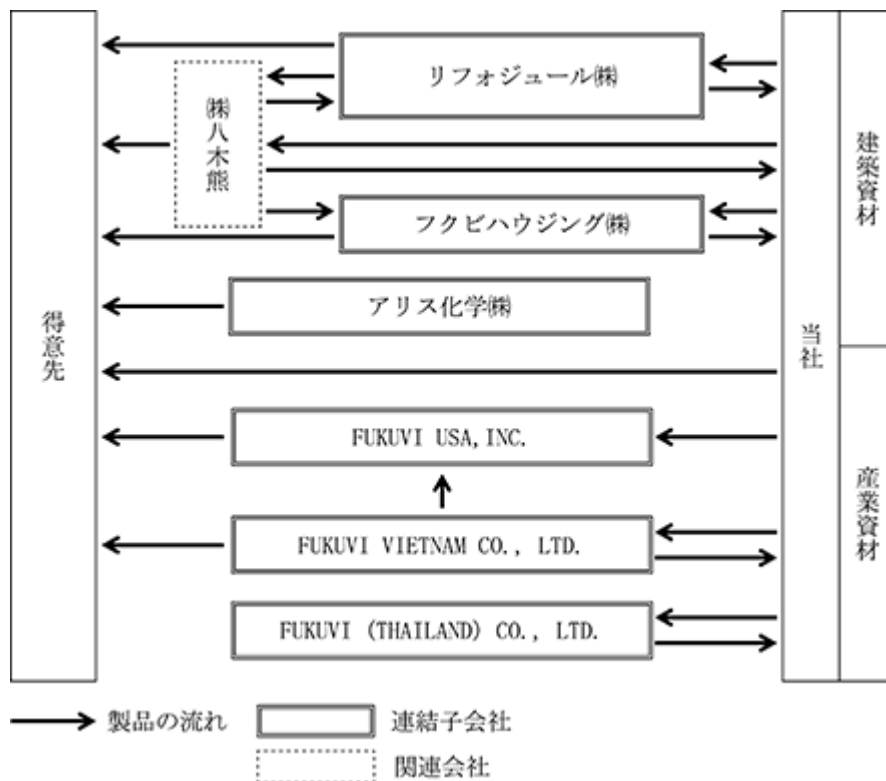 リフォジュール㈱
㈱八木熊
建築資材
フクビハウジング㈱
アリス化学㈱
得意先
当社
FUKUVI USA,INC.
産業資材
FUKUVI VIETNAM CO., LTD.
FUKUVI (THAILAND) CO., LTD.
製品の流れ
連結子会社
関連会社